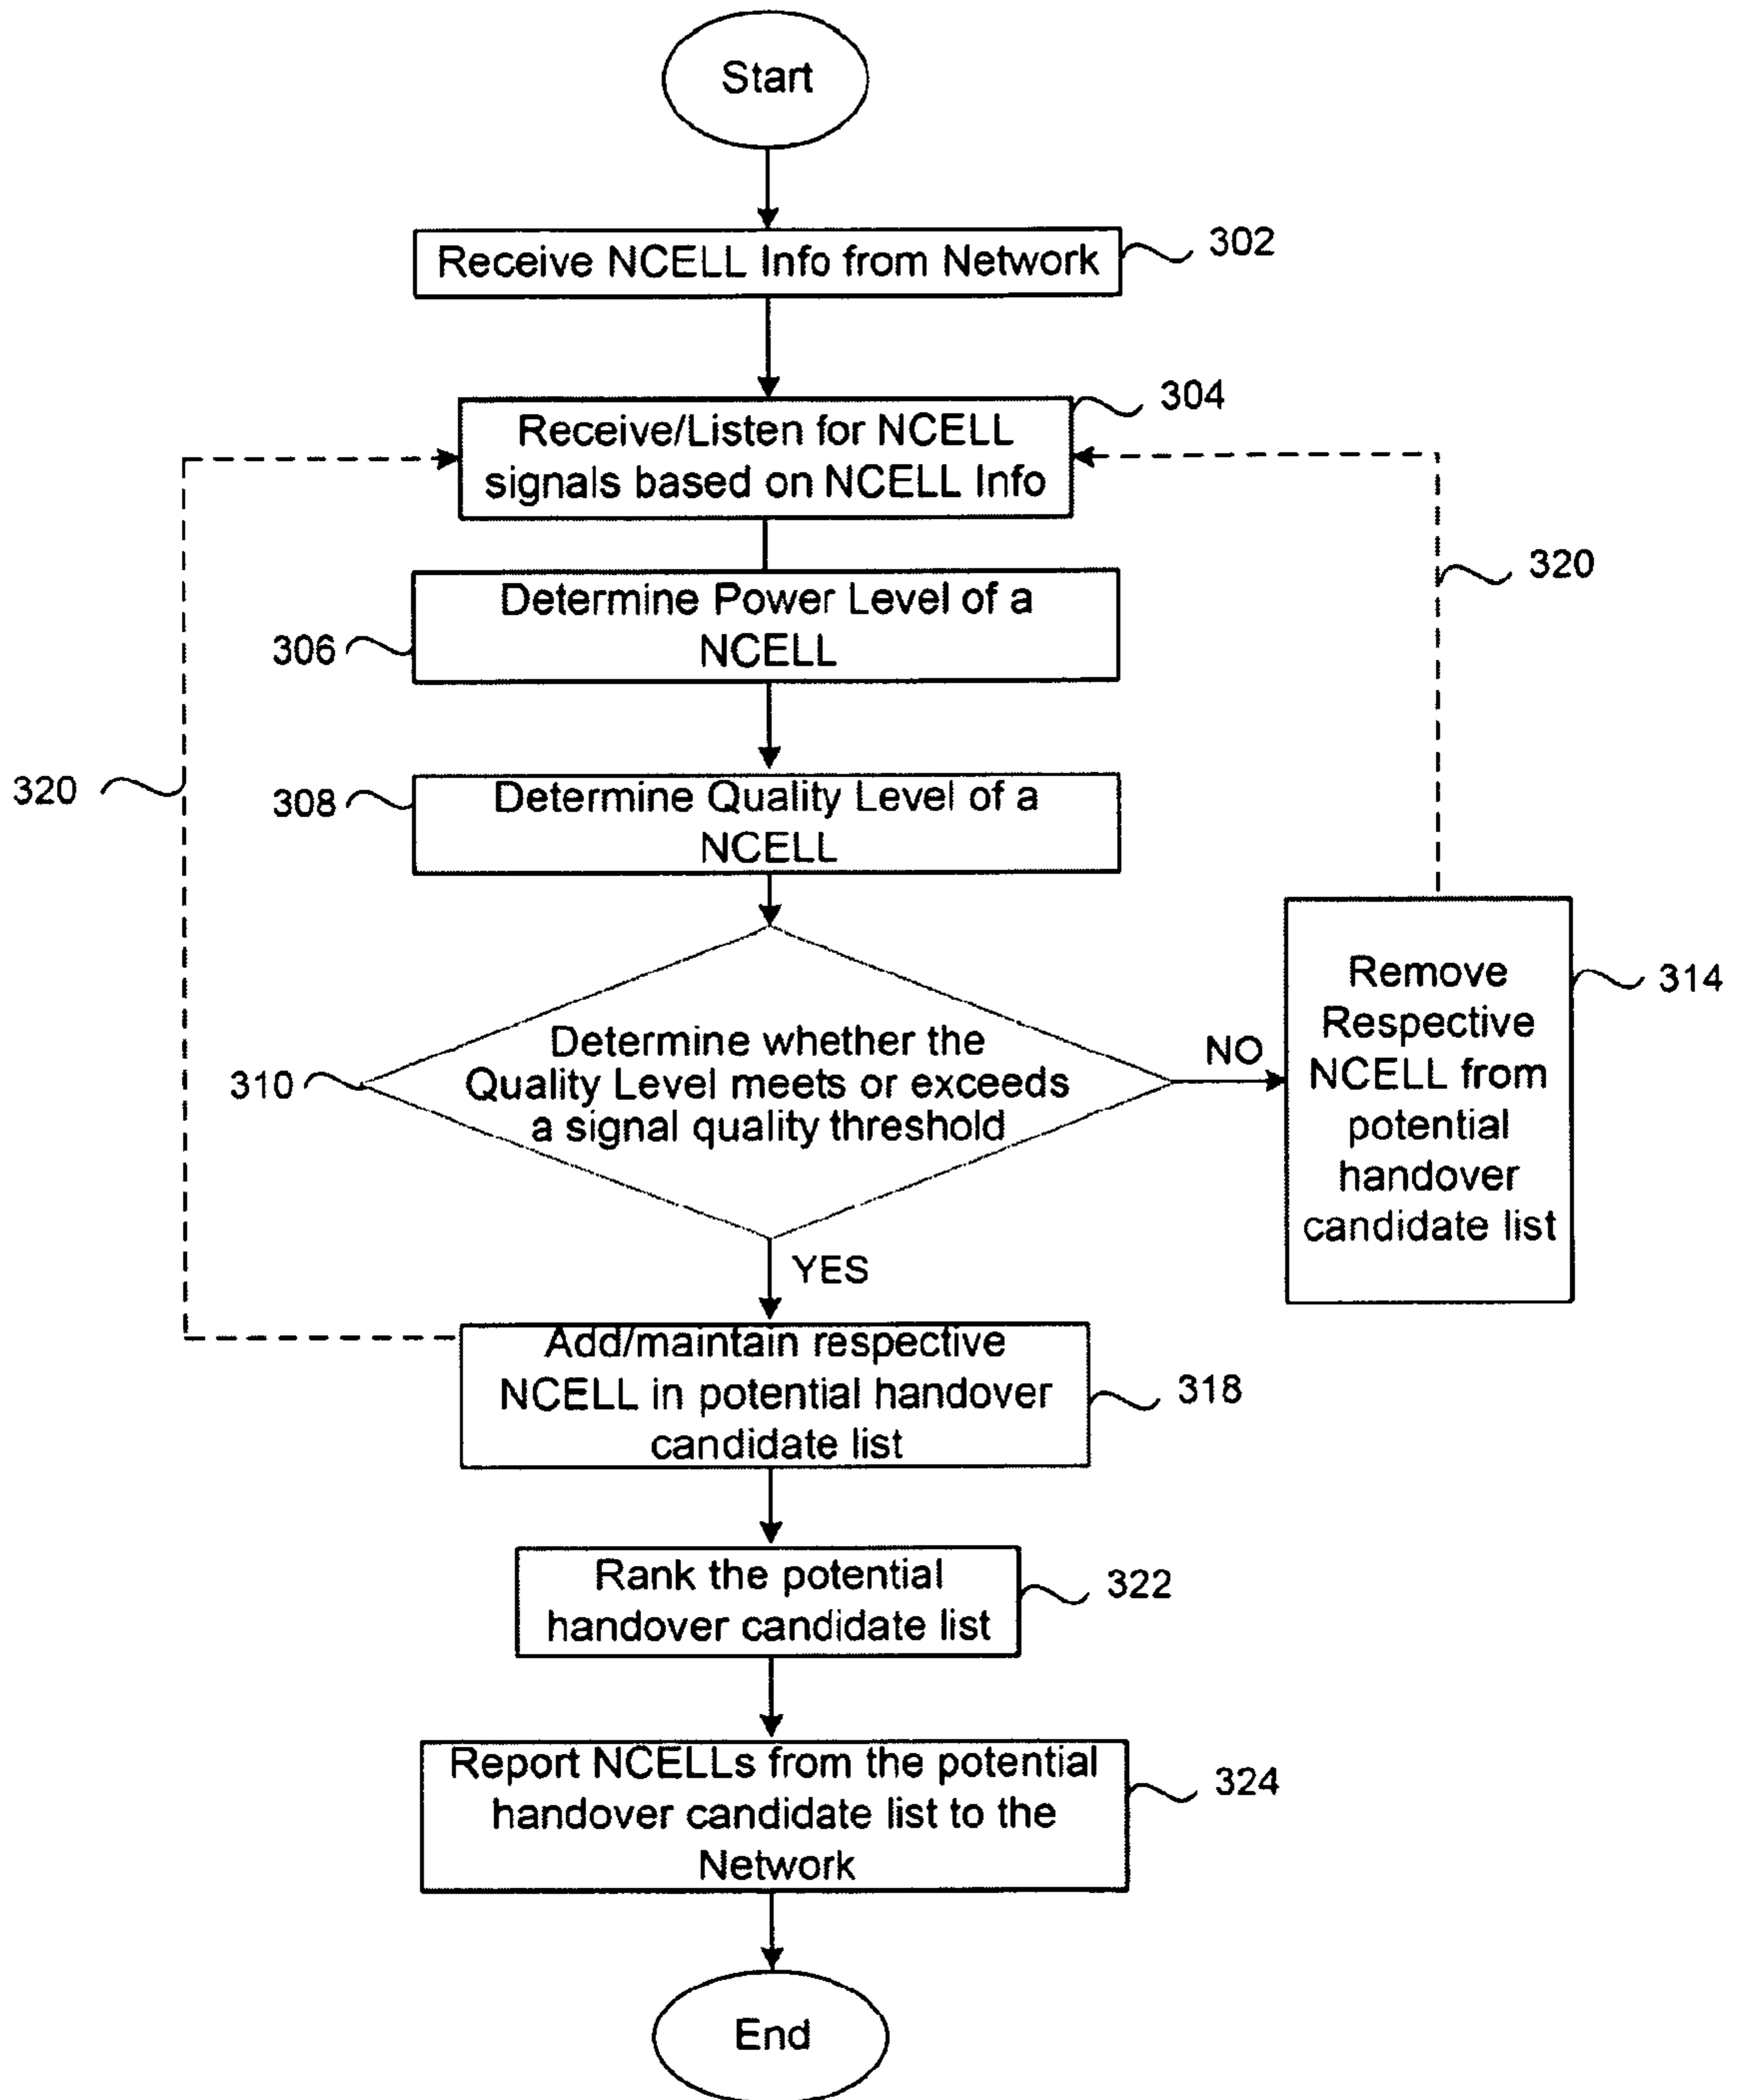 Start
Receive NCELL Info from Network
302
304
Receive/Listen for NCELL
signals based on NCELL Info
320
Determine Power Level of a
NCELL
306
320
308
Determine Quality Level of a
NCELL
Remove
Respective
NCELL from
potential
handover
candidate list
314
NO
Determine whether the
Quality Level meets or exceeds
a signal quality threshold
310
YES
Add/maintain respective
NCELL in potential handover
candidate list
318
Rank the potential
handover candidate list
322
Report NCELLs from the potential
handover candidate list to the
Network
324
End